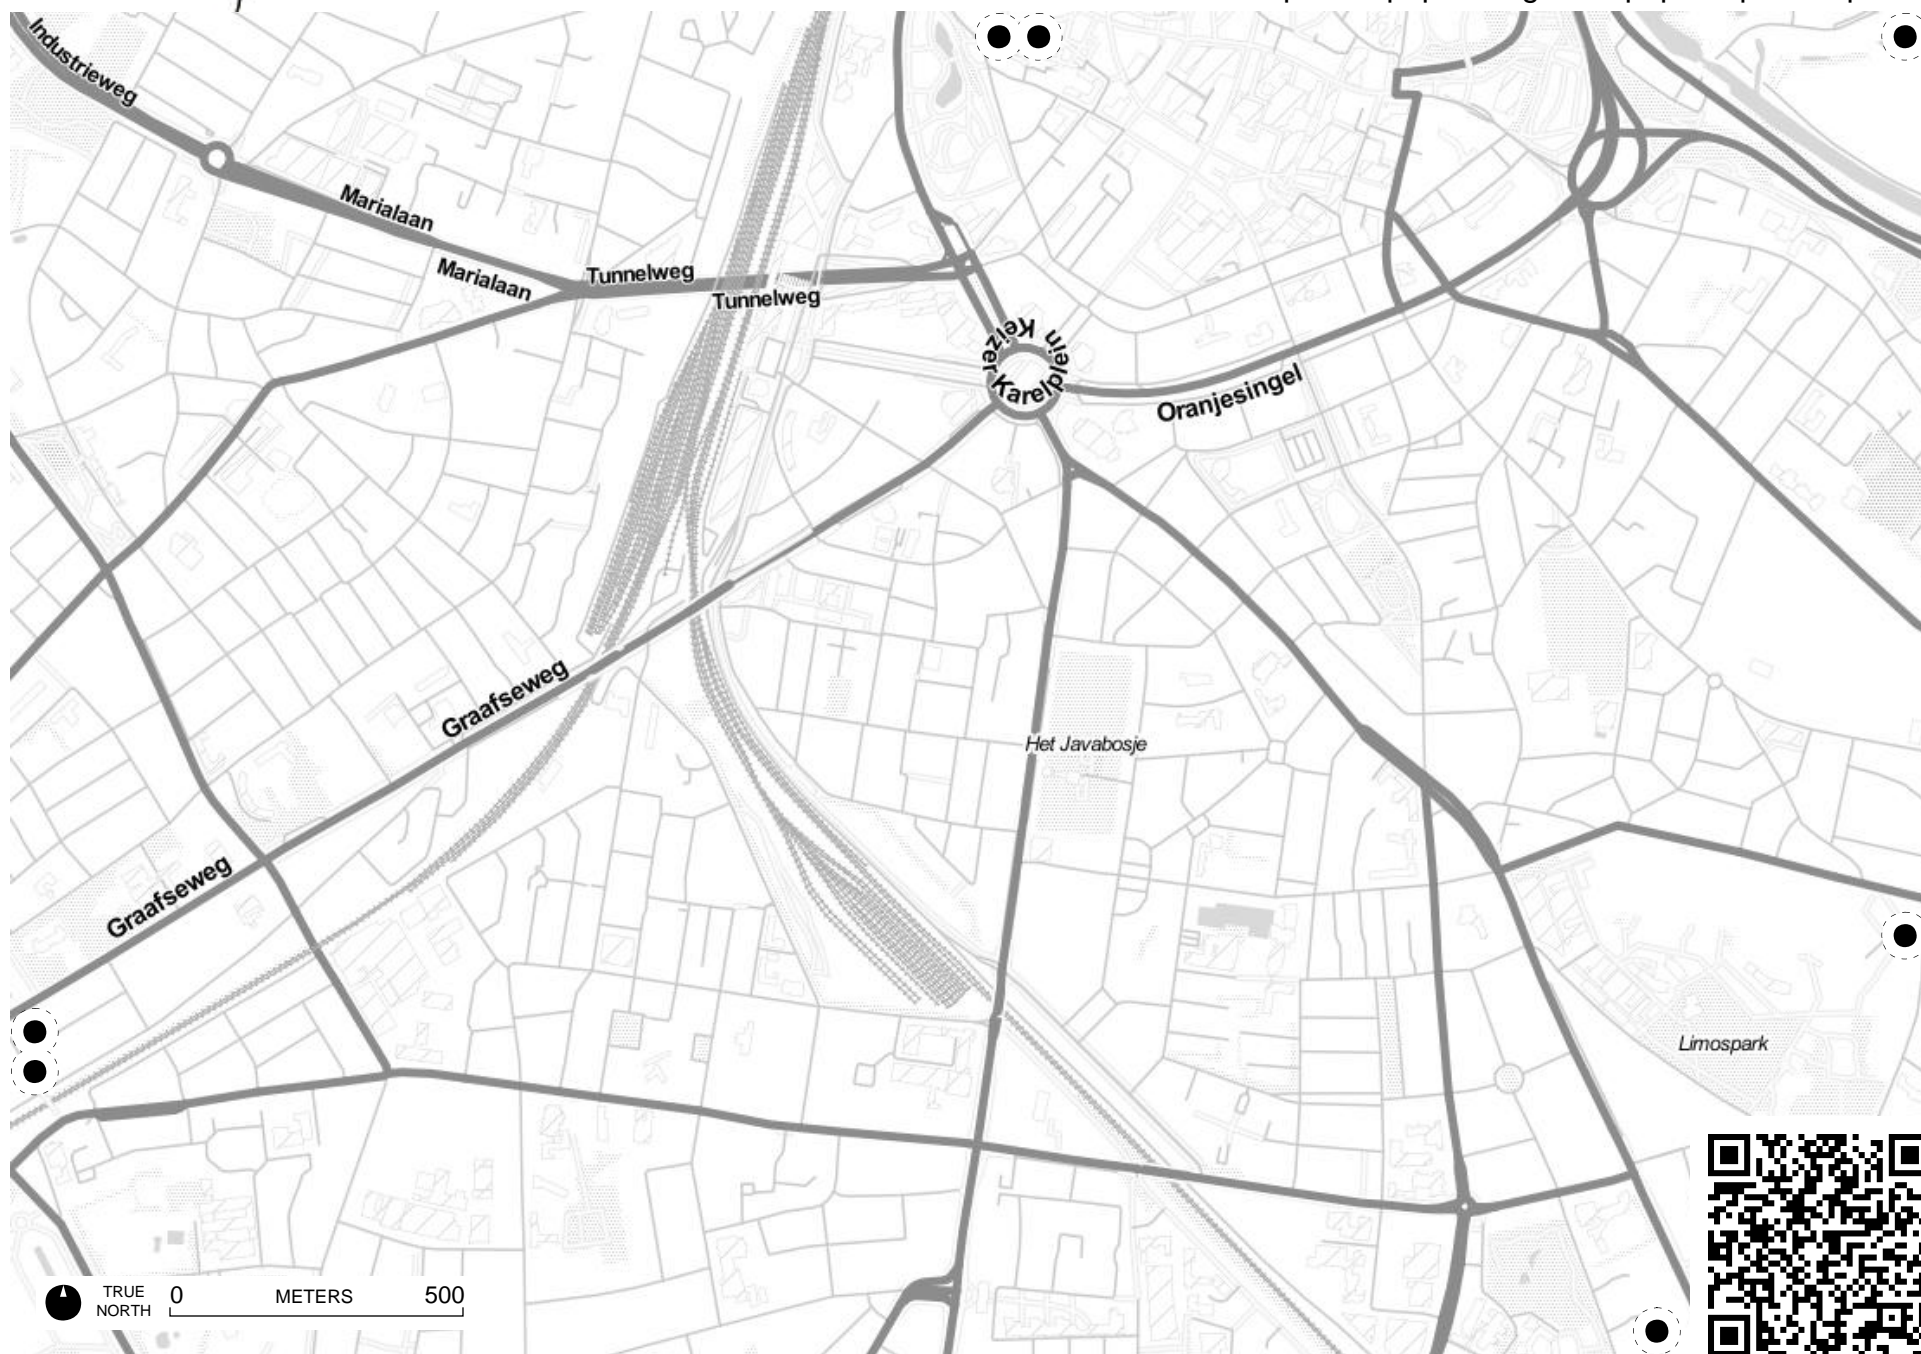 Industrieweg
Marialaan
Marialaan
Tunnelweg
Tunnelweg
Keizer Karelplein
Oranjesingel
Graafseweg
Het Javabosje
Graafseweg
Limospark
TRUE NORTH
0 METERS 500